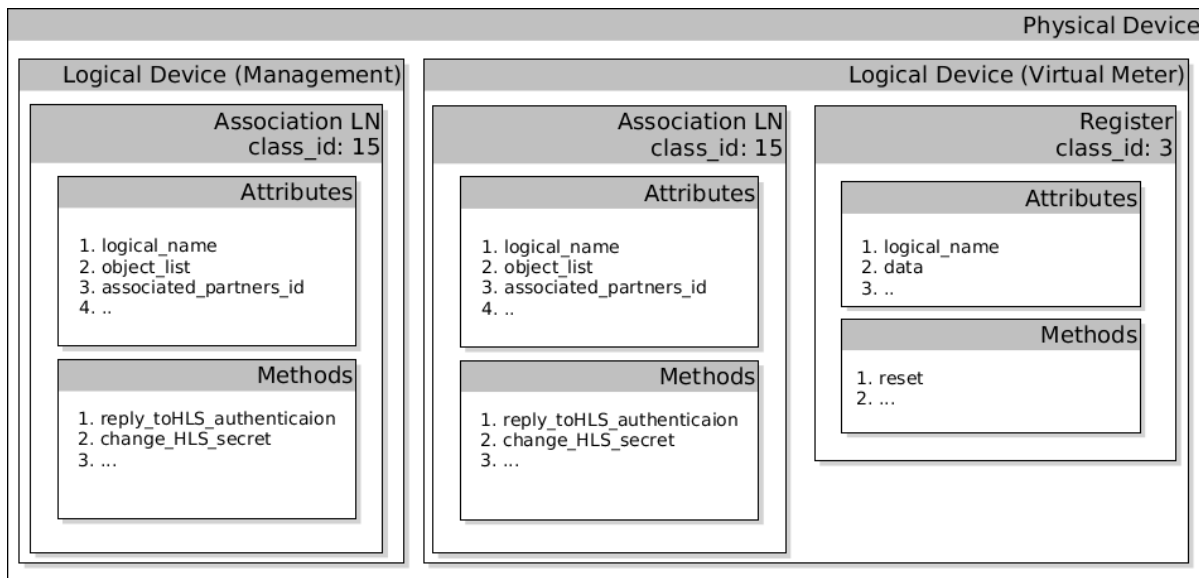 Physical Device
Logical Device (Management)
Association LN
class_id: 15
Attributes
1. logical_name
2. object_list
3. associated_partners_id
4. ..
Methods
1. reply_toHLS_authenticaion
2. change_HLS_secret
3. ...
Logical Device (Virtual Meter)
Association LN
class_id: 15
Attributes
1. logical_name
2. object_list
3. associated_partners_id
4. ..
Methods
1. reply_toHLS_authenticaion
2. change_HLS_secret
3. ...
Register
class_id: 3
Attributes
1. logical_name
2. data
3. ..
Methods
1. reset
2. ...